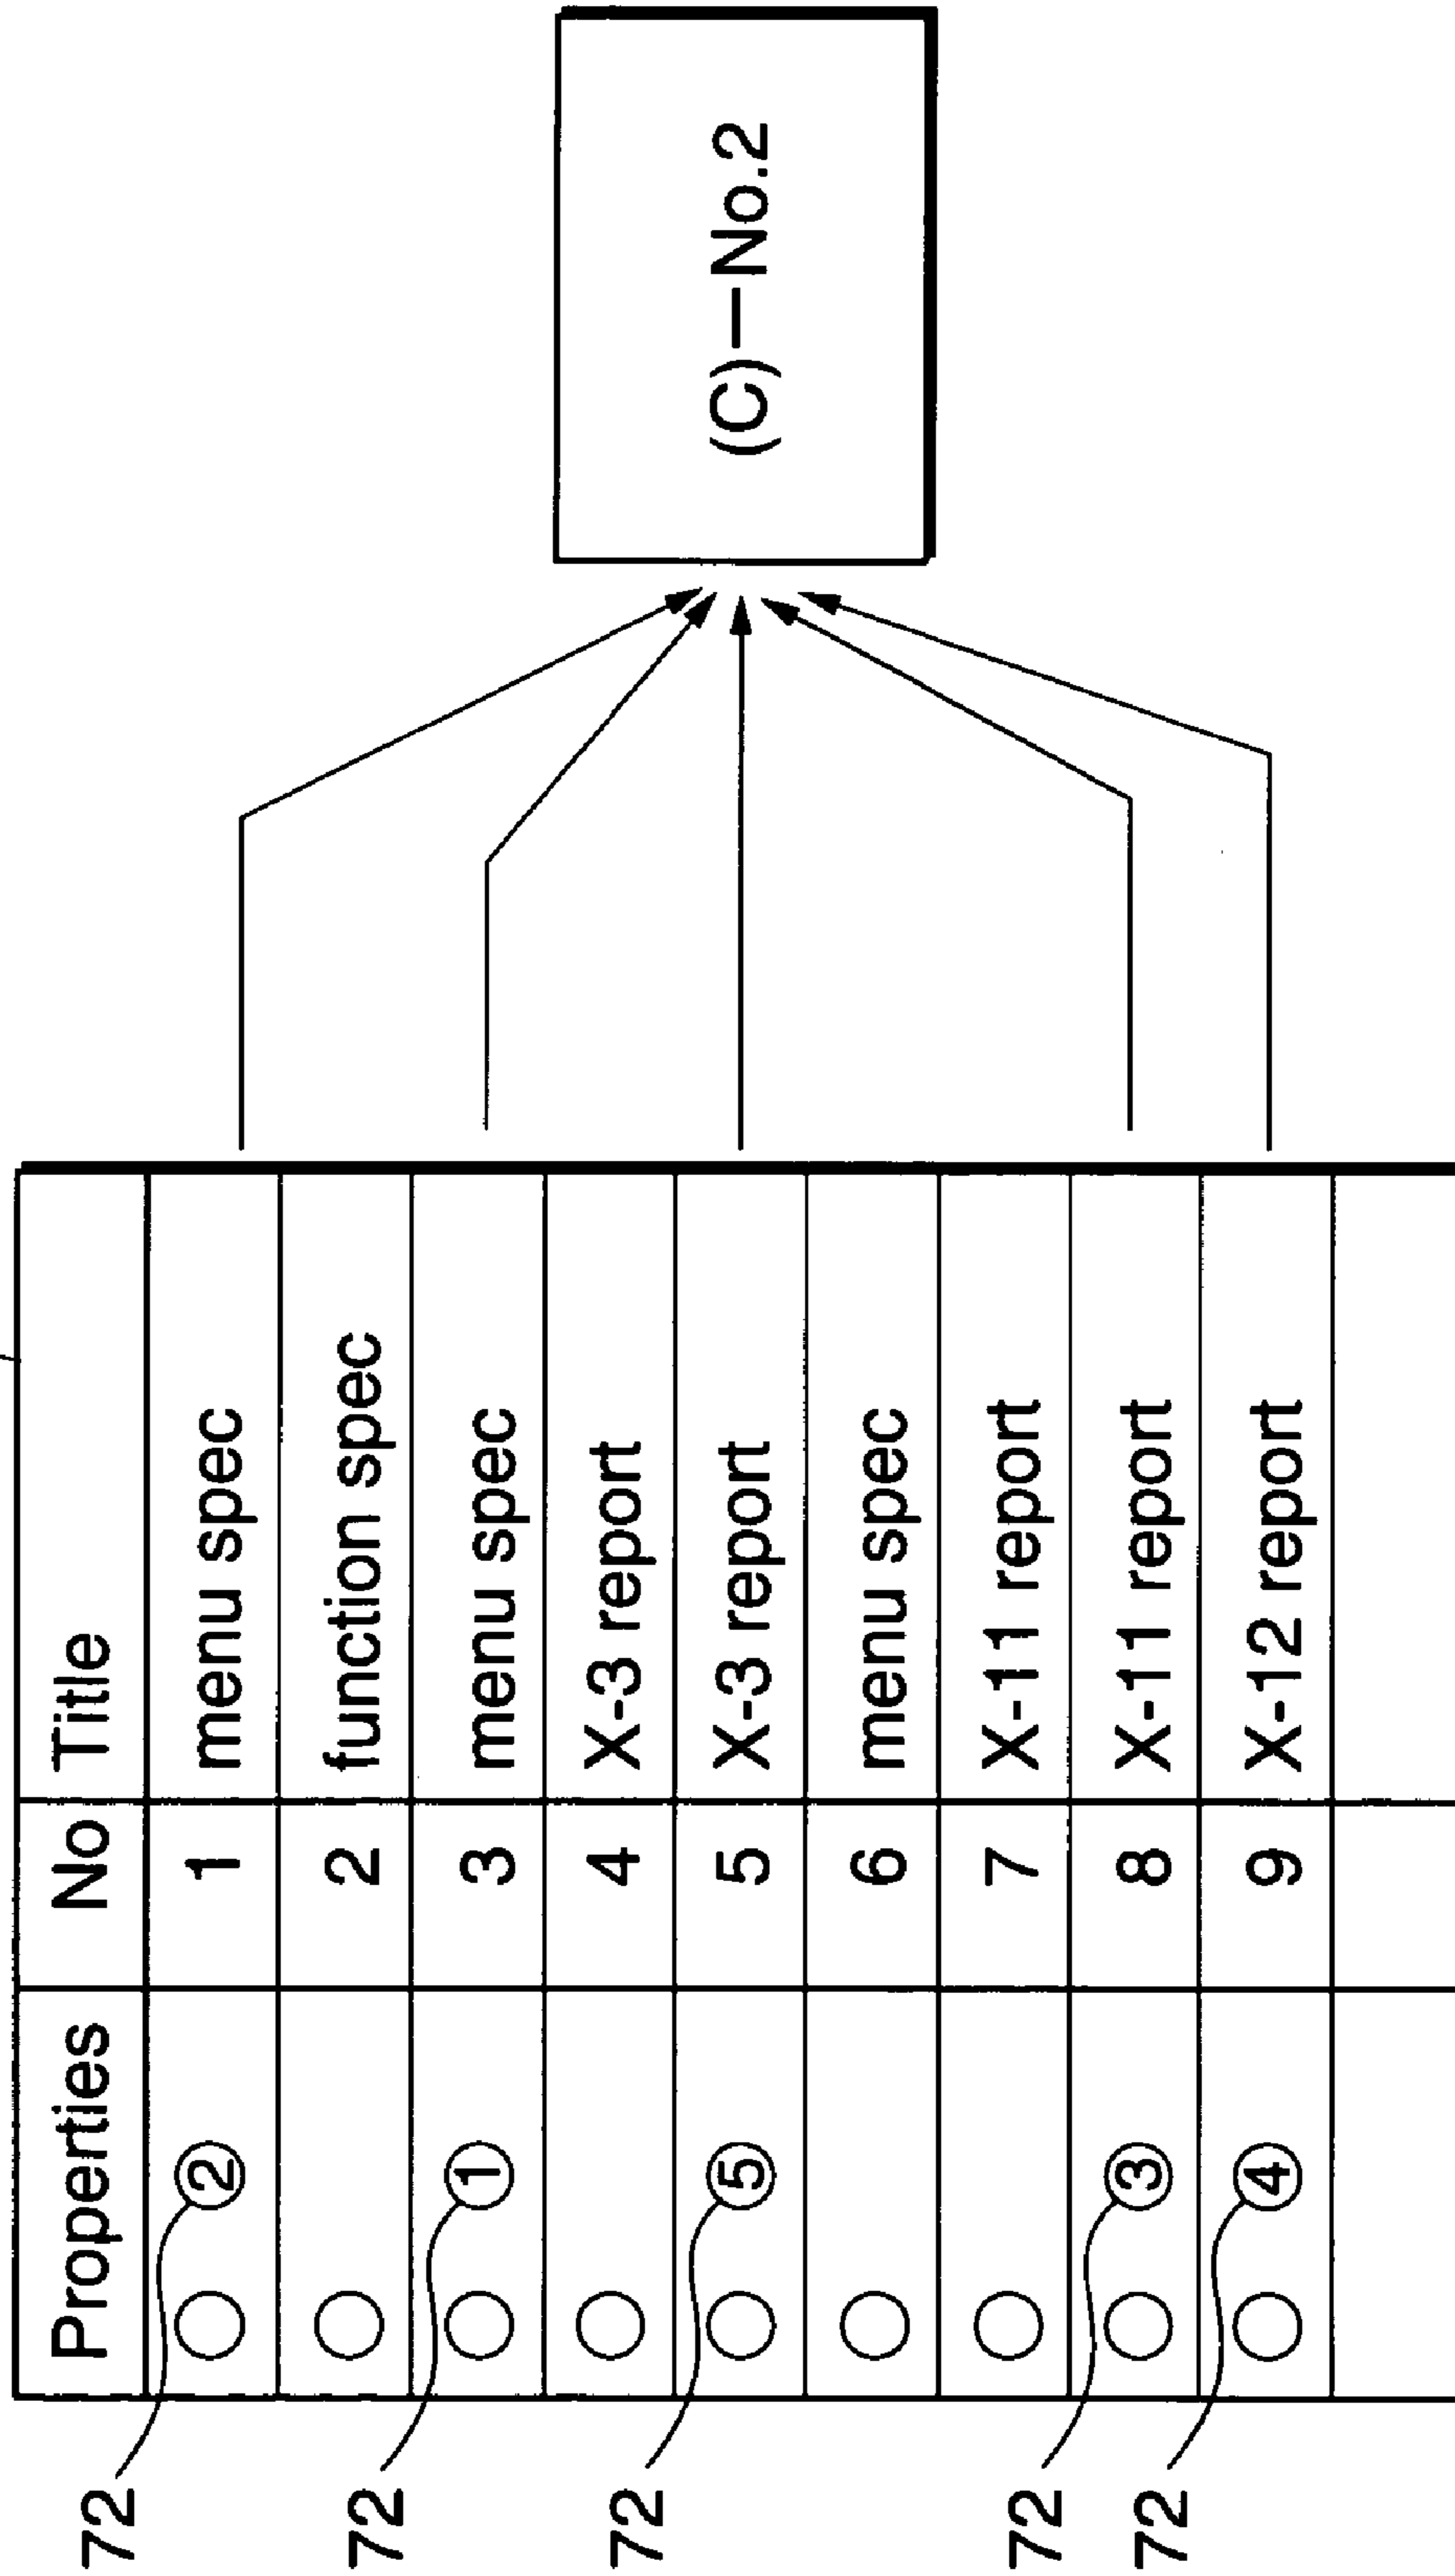 Properties No Title
72 ② 1 menu spec
2 function spec
72 ① 3 menu spec
4 X-3 report
72 ⑤ 5 X-3 report
6 menu spec
7 X-11 report
72 ③ 8 X-11 report
72 ④ 9 X-12 report
(C)—No.2